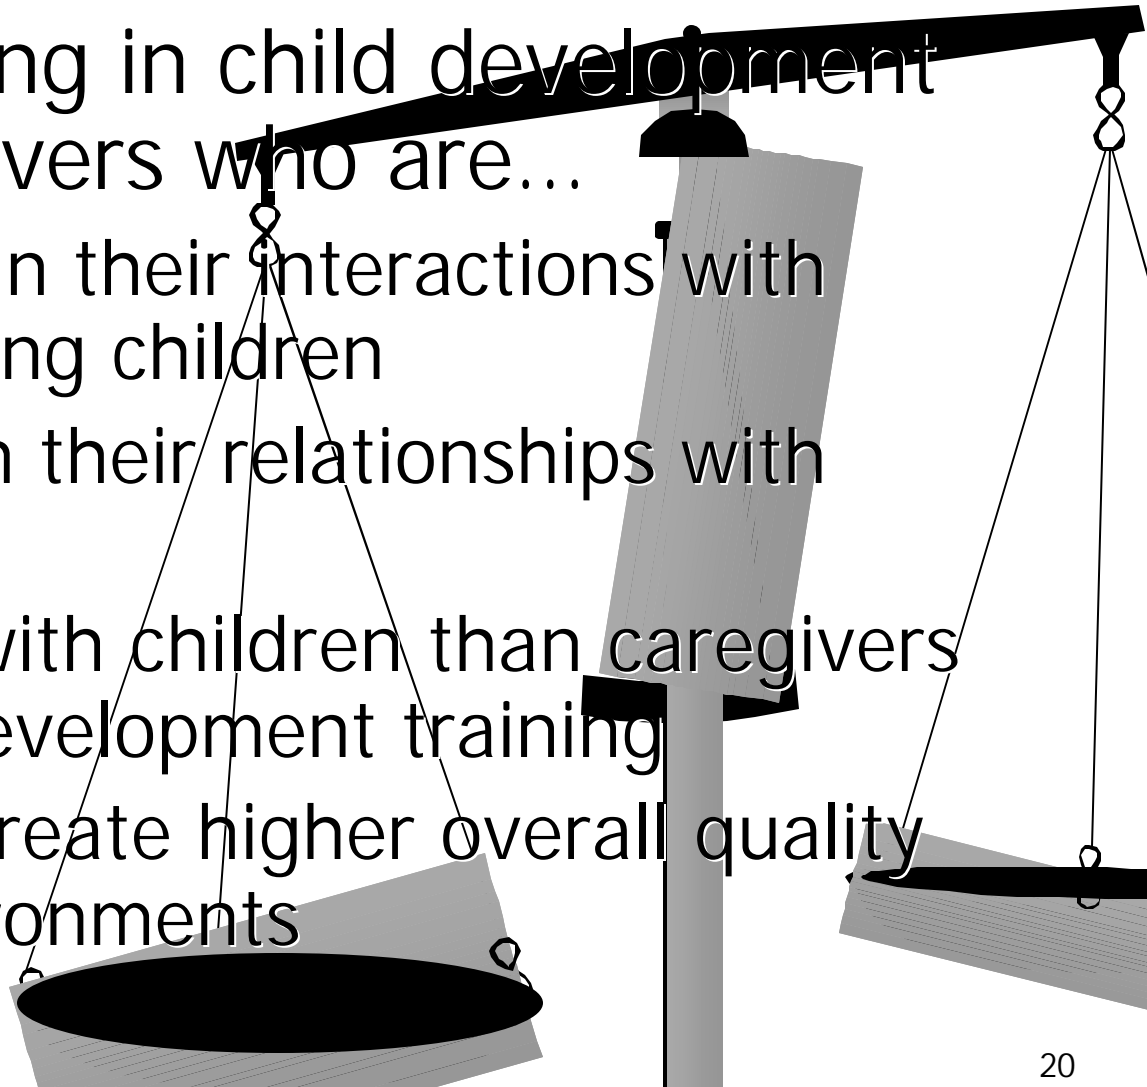 ng in child development
vers who are...
n their interactions with
ng children
n their relationships with
with children than caregivers
evelopment training
reate higher overall quality
onments
20